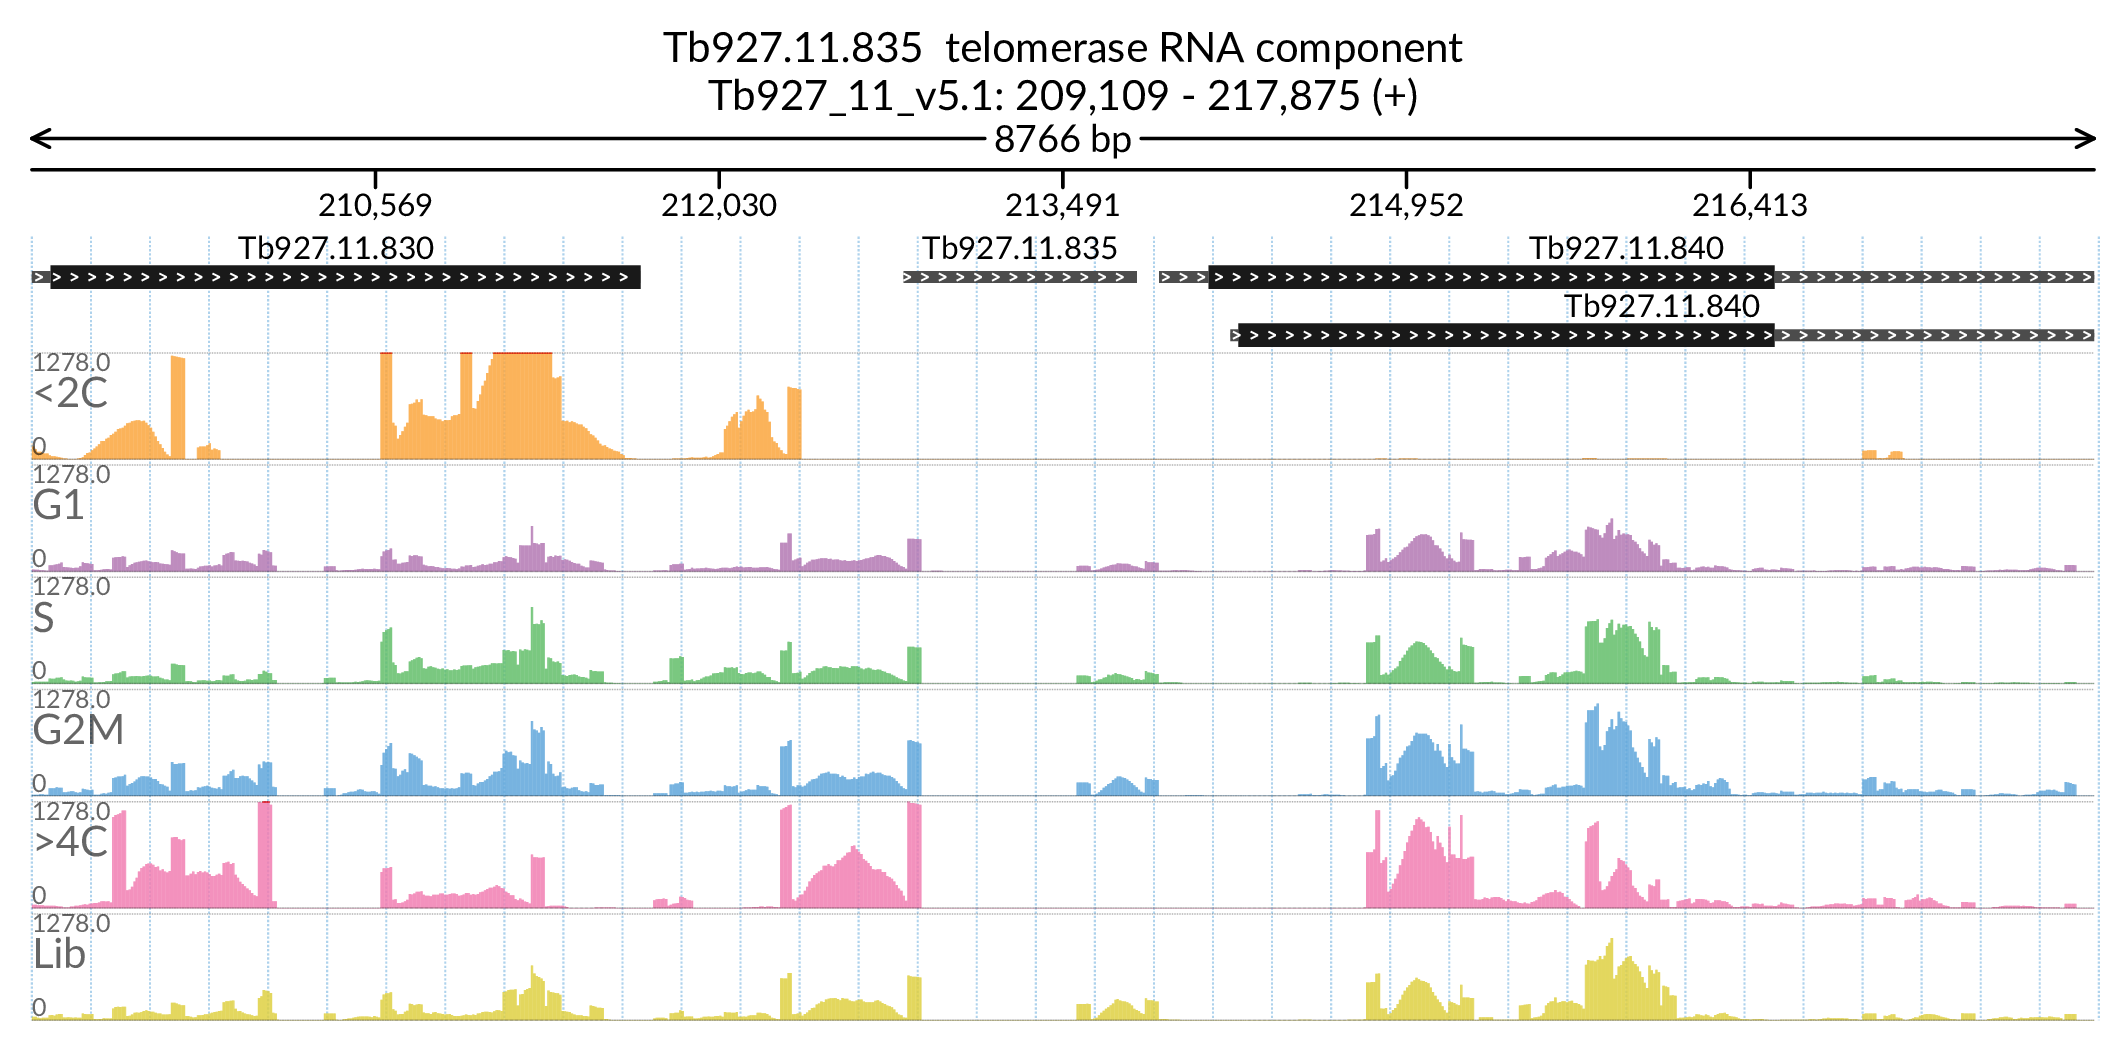 Tb927.11.835  telomerase RNA component
Tb927_11_v5.1: 209,109 - 217,875 (+)
8766 bp
210,569 212,030 213,491 214,952 216,413
Tb927.11.830 Tb927.11.835 Tb927.11.840
Tb927.11.840
1278.0
<2C
0
1278.0
G1
0
1278.0
S
0
1278.0
G2M
0
1278.0
>4C
0
1278.0
Lib
0